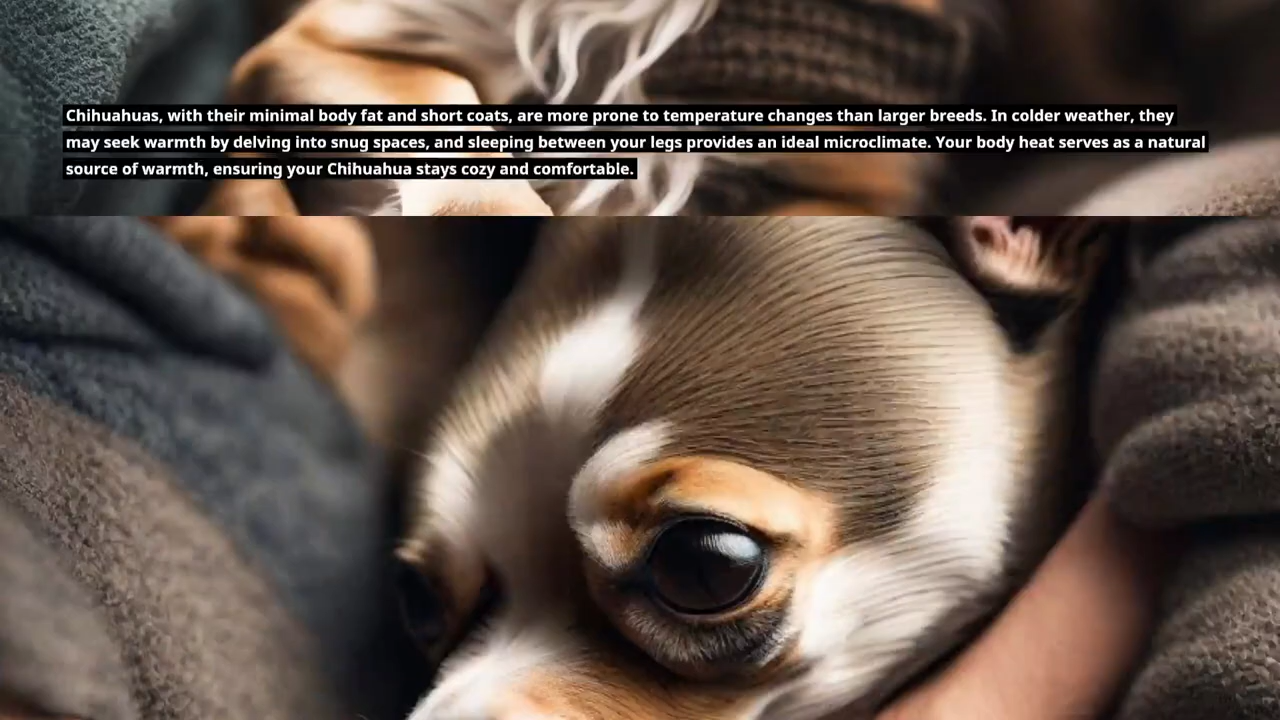 Chihuahuas, with their minimal body fat and short coats, are more prone to temperature changes than larger breeds. In colder weather, they
may seek warmth by delving into snug spaces, and sleeping between your legs provides an ideal microclimate. Your body heat serves as a natural
source of warmth, ensuring your Chihuahua stays cozy and comfortable.